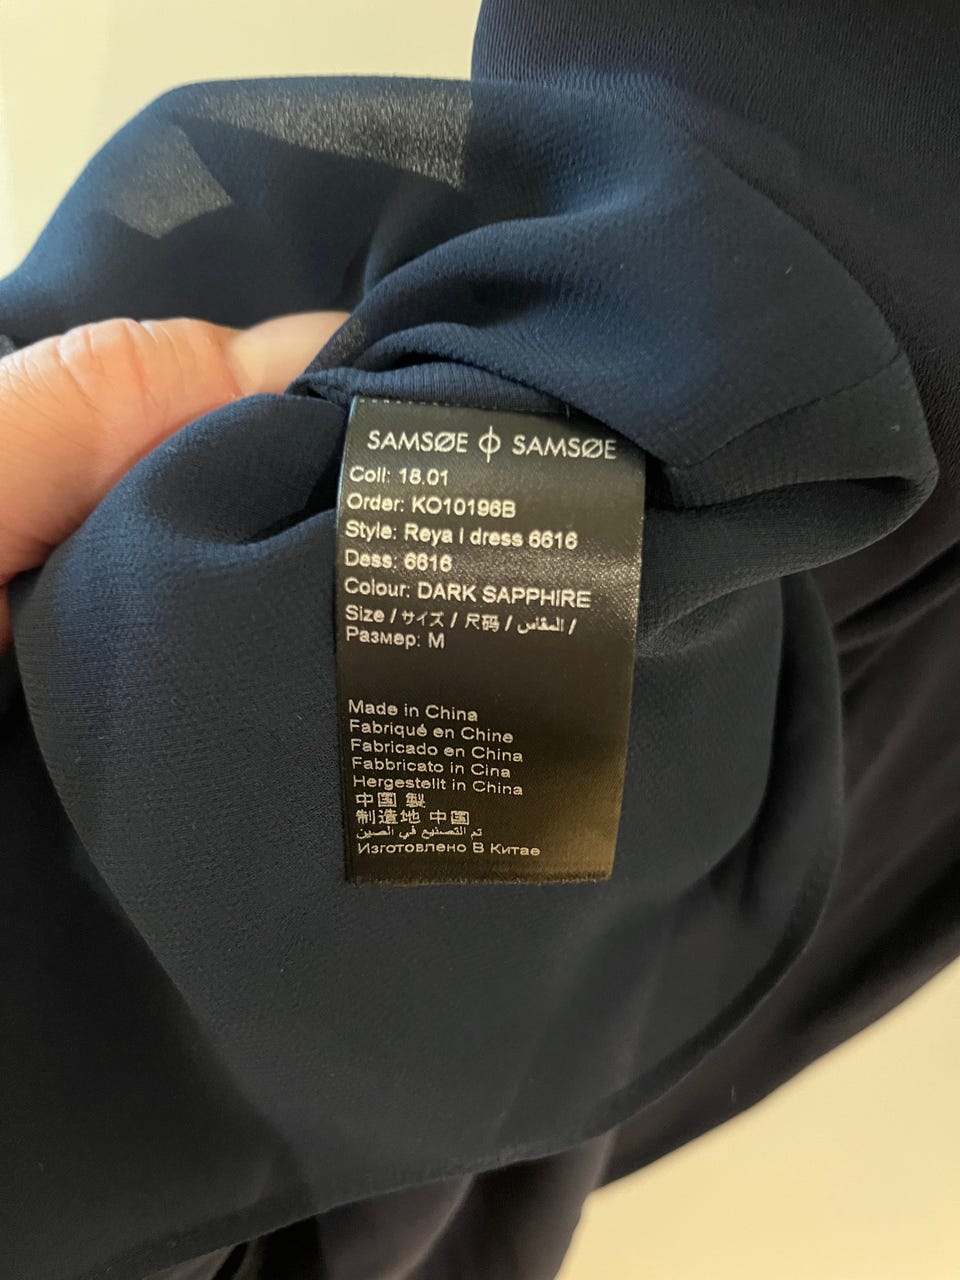 SAMSØE ϕ SAMSØE
Coll: 18.01
Order: KO10196B
Style: Reya l dress 6616
Dess: 6616
Colour: DARK SAPPHIRE
Size / サイズ / 尺码 / المقاس /
Размер: M
Made in China
Fabriqué en Chine
Fabricado en China
Fabbricato in Cina
Hergestellt in China
中国 製
制造地 中国
تم التصنيع في الصين
Изготовлено В Китае